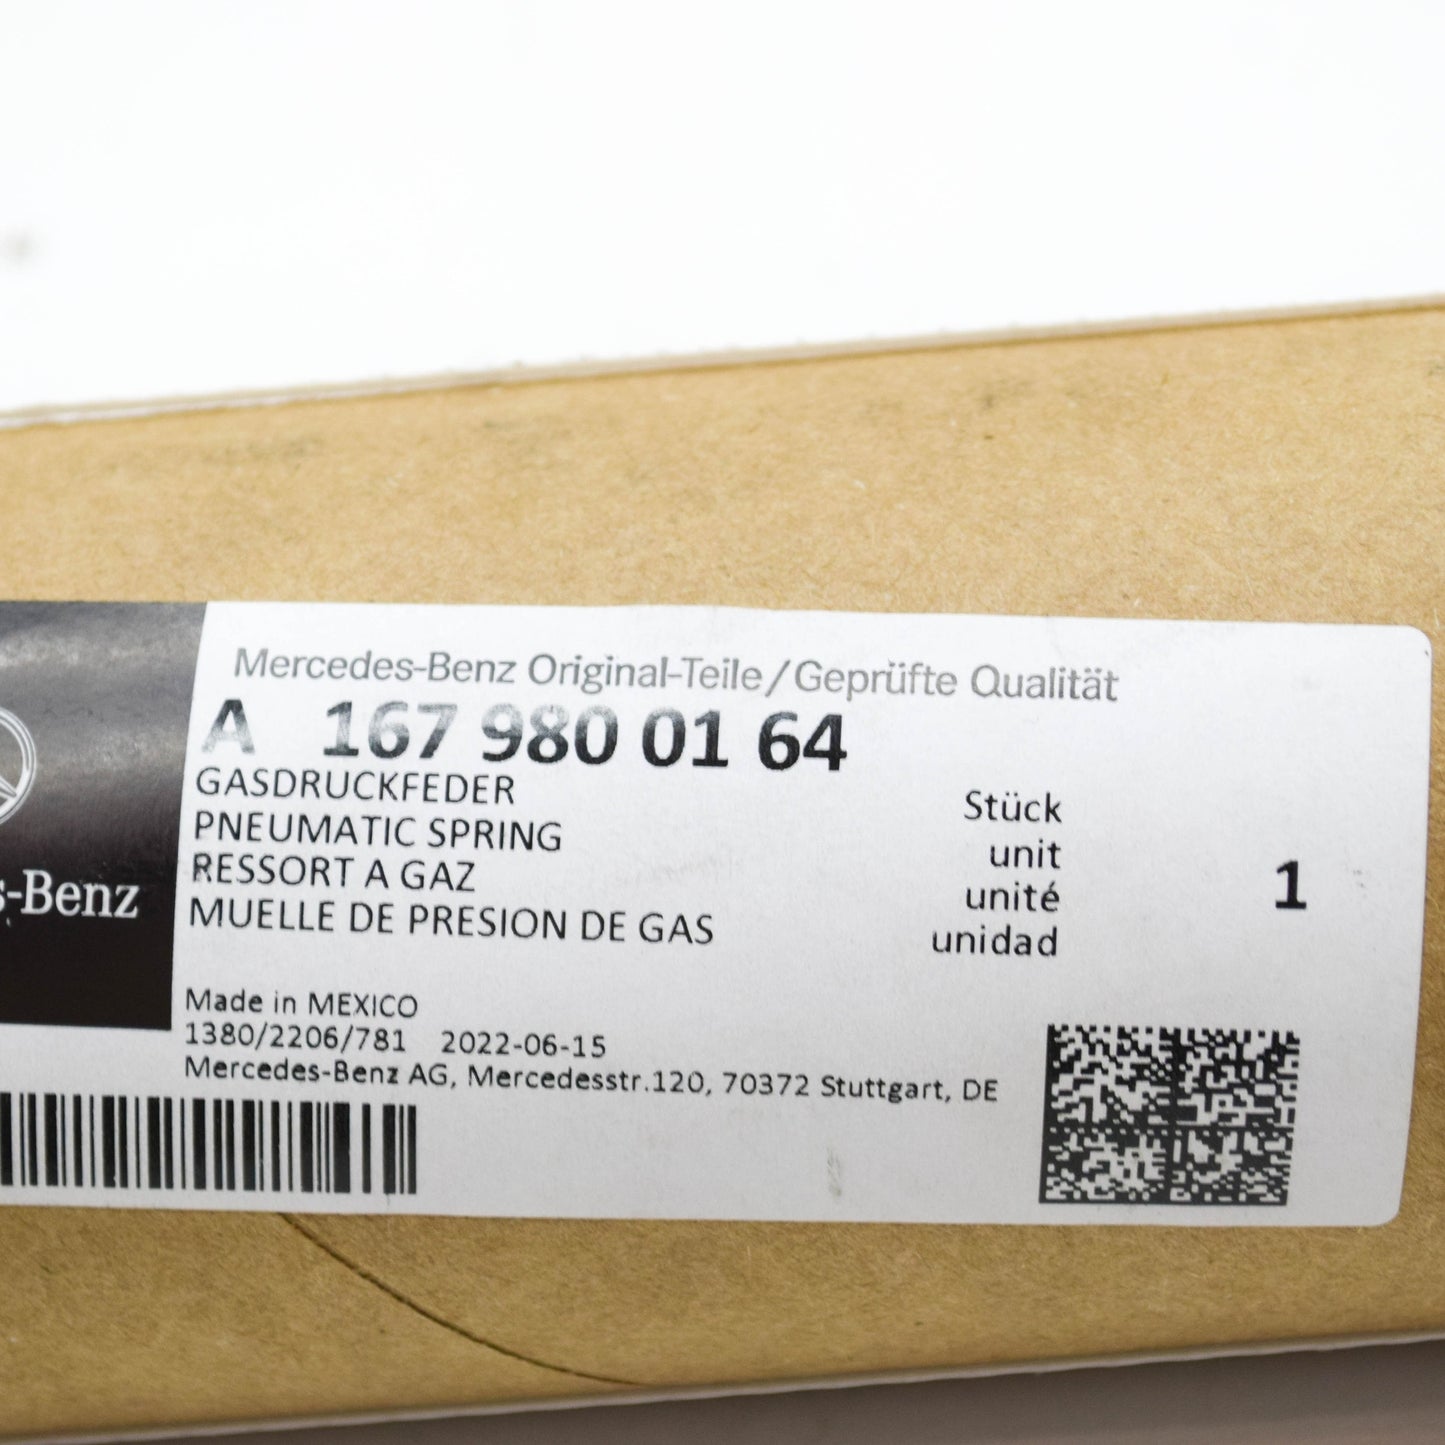 Mercedes-Benz Original-Teile/Geprüfte Qualität
A 167 980 01 64
GASDRUCKFEDER
PNEUMATIC SPRING
RESSORT A GAZ
MUELLE DE PRESION DE GAS
Stück
unit
unité
unidad
1
s-Benz
Made in MEXICO
1380/2206/781 2022-06-15
Mercedes-Benz AG, Mercedesstr.120, 70372 Stuttgart, DE